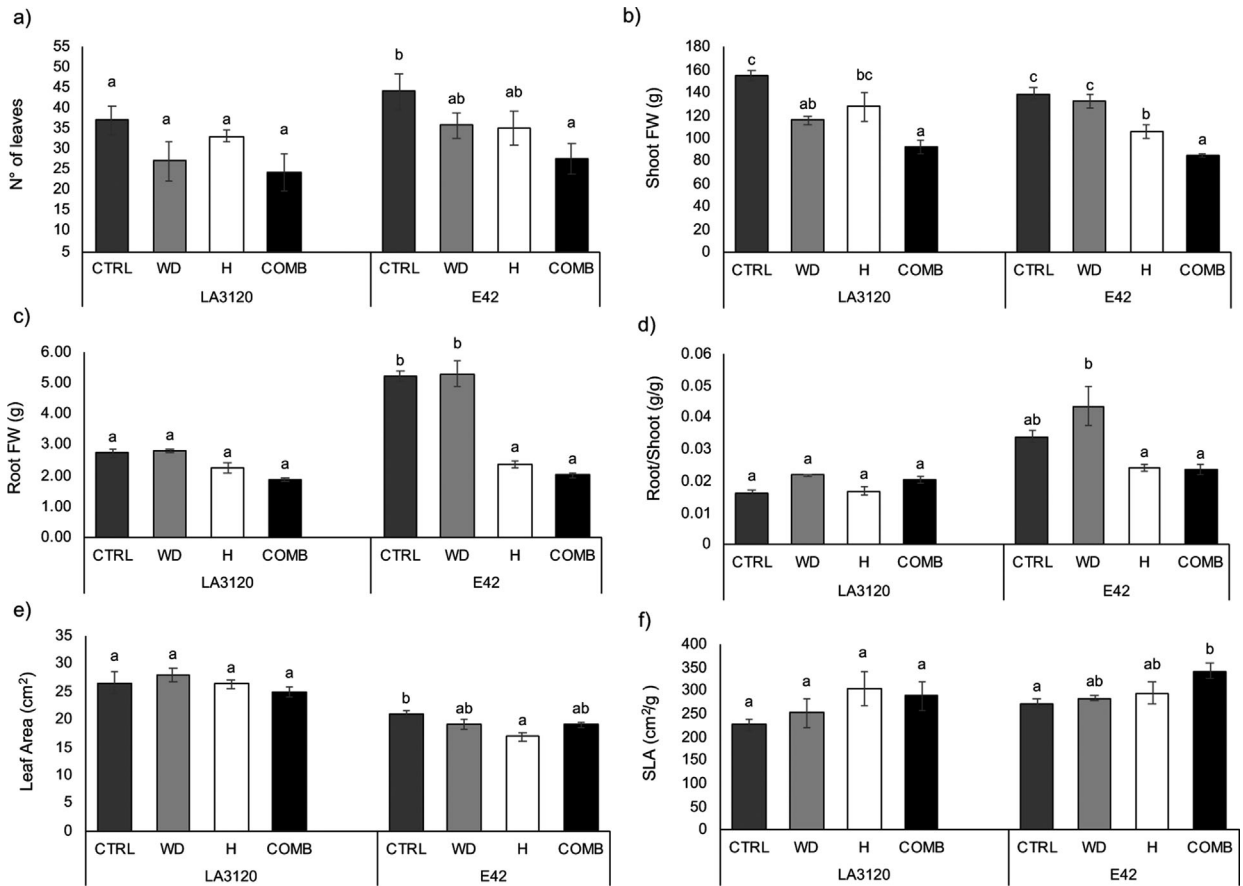 a)
N° of leaves
55
50
45
40
35
30
25
20
15
10
5
a
a
a
a
b
ab
ab
a
CTRL WD H COMB CTRL WD H COMB
LA3120 E42
b)
Shoot FW (g)
180
160
140
120
100
80
60
40
20
0
c
ab
bc
a
c
c
b
a
CTRL WD H COMB CTRL WD H COMB
LA3120 E42
c)
Root FW (g)
6.00
5.00
4.00
3.00
2.00
1.00
0.00
a
a
a
a
b
b
a
a
CTRL WD H COMB CTRL WD H COMB
LA3120 E42
d)
Root/Shoot (g/g)
0.06
0.05
0.04
0.03
0.02
0.01
0
a
a
a
a
ab
b
a
a
CTRL WD H COMB CTRL WD H COMB
LA3120 E42
e)
Leaf Area (cm²)
35
30
25
20
15
10
5
0
a
a
a
a
b
ab
a
ab
CTRL WD H COMB CTRL WD H COMB
LA3120 E42
f)
SLA (cm²/g )
400
350
300
250
200
150
100
50
0
a
a
a
a
a
ab
ab
b
CTRL WD H COMB CTRL WD H COMB
LA3120 E42